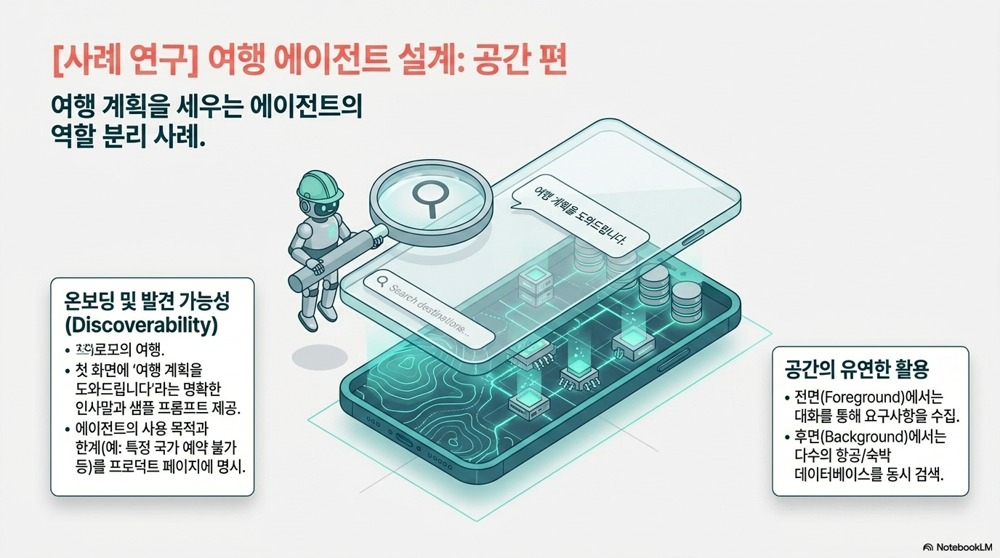 [사례 연구] 여행 에이전트 설계: 공간 편
여행 계획을 세우는 에이전트의
역할 분리 사례.
여행 계획을 도와드립니다.
Search destinations...
온보딩 및 발견 가능성
(Discoverability)
• 여행.
• 첫 화면에 ‘여행 계획을
도와드립니다’라는 명확한
인사말과 샘플 프롬프트 제공.
• 에이전트의 사용 목적과
한계(예: 특정 국가 예약 불가
등)를 프로덕트 페이지에 명시.
공간의 유연한 활용
• 전면(Foreground)에서는
대화를 통해 요구사항을 수집.
• 후면(Background)에서는
다수의 항공/숙박
데이터베이스를 동시 검색.
NotebookLM